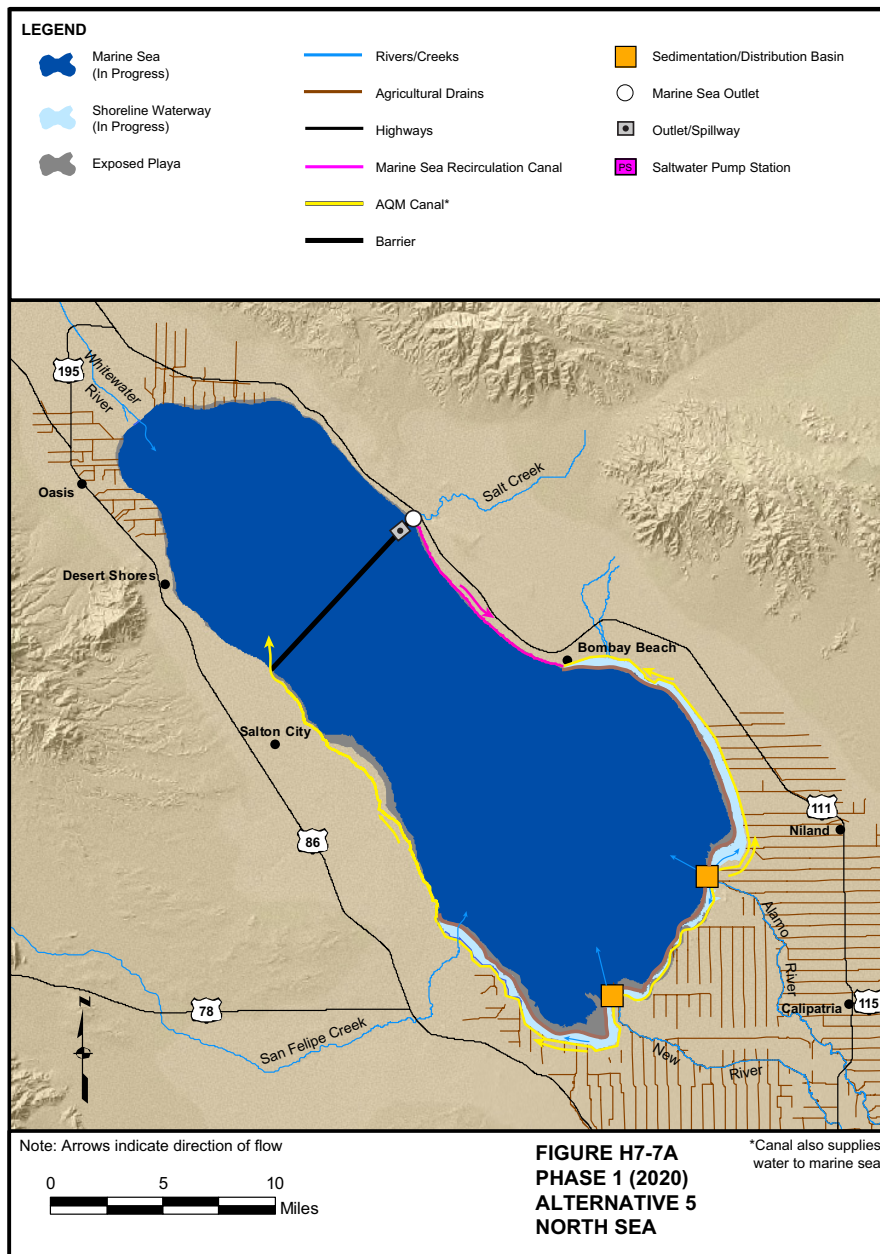 LEGEND
Marine Sea
(In Progress)
Shoreline Waterway
(In Progress)
Exposed Playa
Rivers/Creeks
Agricultural Drains
Highways
Marine Sea Recirculation Canal
AQM Canal*
Barrier
Sedimentation/Distribution Basin
Marine Sea Outlet
Outlet/Spillway
PS
Saltwater Pump Station
195
Whitewater
River
Oasis
Salt Creek
Desert Shores
Bombay Beach
Salton City
111
Niland
86
Alamo
River
78
San Felipe Creek
N
New
River
Calipatria
115
Note: Arrows indicate direction of flow
0 5 10
Miles
FIGURE H7-7A
PHASE 1 (2020)
ALTERNATIVE 5
NORTH SEA
*Canal also supplies
water to marine sea